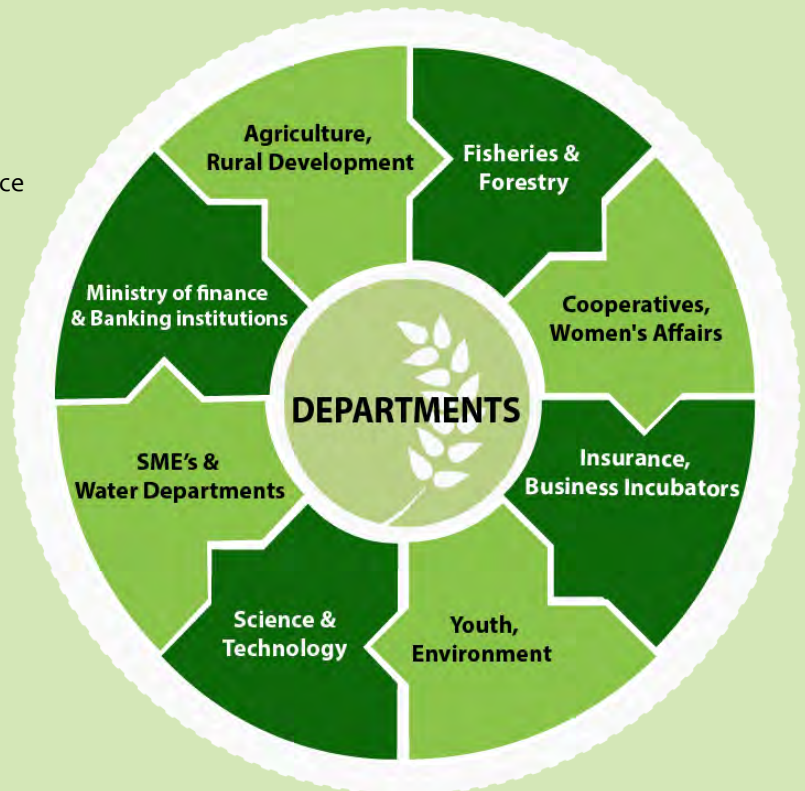 ce
Agriculture,
Rural Development
Fisheries &
Forestry
Cooperatives,
Women's Affairs
Insurance,
Business Incubators
Youth,
Environment
Science &
Technology
SME’s &
Water Departments
Ministry of finance
& Banking institutions
DEPARTMENTS